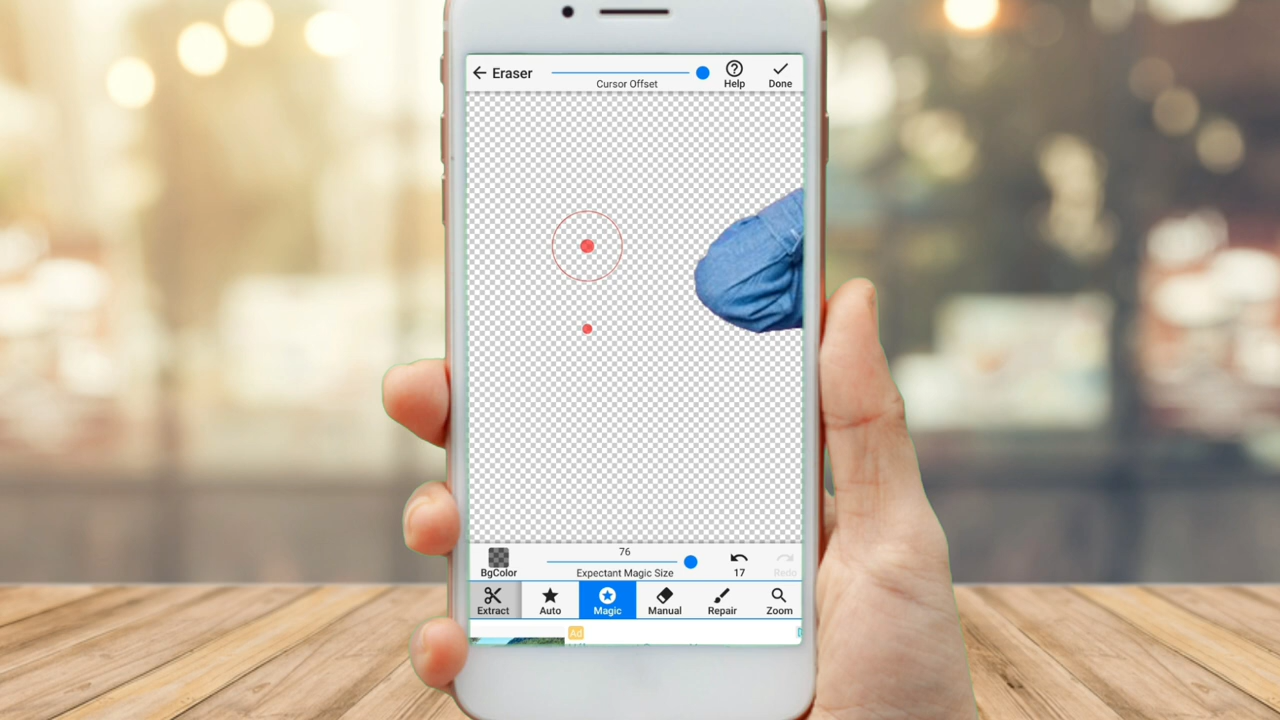 Eraser
Cursor Offset
Help
Done
76
BgColor
Expectant Magic Size
17
Redo
Extract
Auto
Magic
Manual
Repair
Zoom
Ad